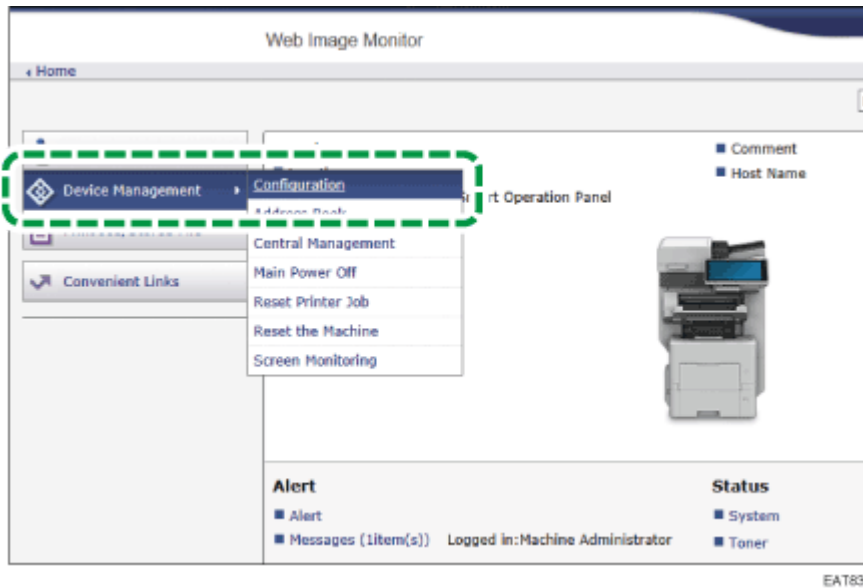 Web Image Monitor
Home
Comment
Host Name
Device Management
Configuration
rt Operation Panel
Address Book
Central Management
Convenient Links
Main Power Off
Reset Printer Job
Reset the Machine
Screen Monitoring
Alert
Status
Alert
System
Messages (1item(s)) Logged in:Machine Administrator
Toner
EAT83